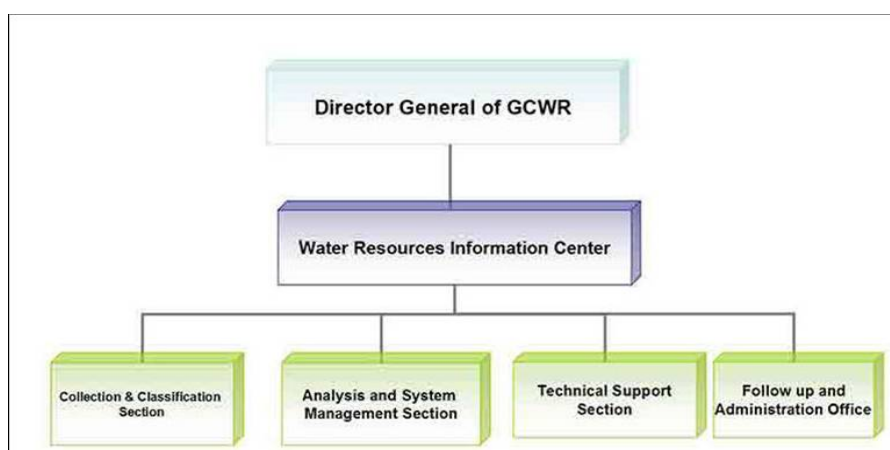 Director General of GCWR
Water Resources Information Center
Collection & Classification
Section
Analysis and System
Management Section
Technical Support
Section
Follow up and
Administration Office